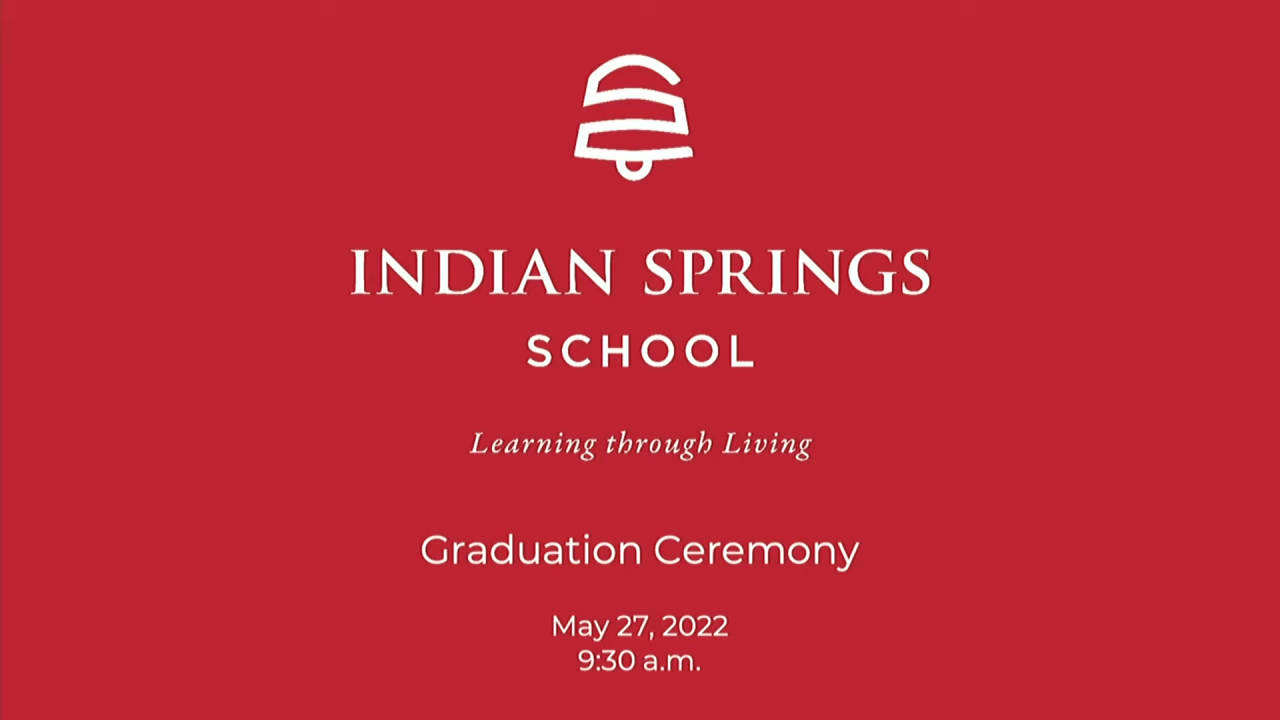 INDIAN SPRINGS
SCHOOL
Learning through Living
Graduation Ceremony
May 27, 2022
9:30 a.m.